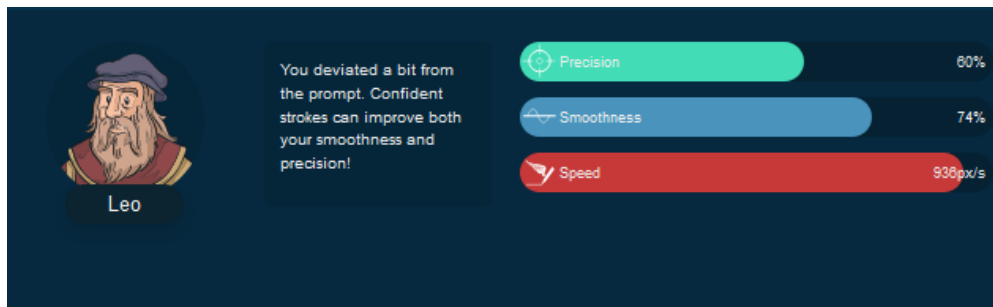 You deviated a bit from
the prompt. Confident
strokes can improve both
your smoothness and
precision!
Leo
Precision 60%
Smoothness 74%
Speed 936px/s